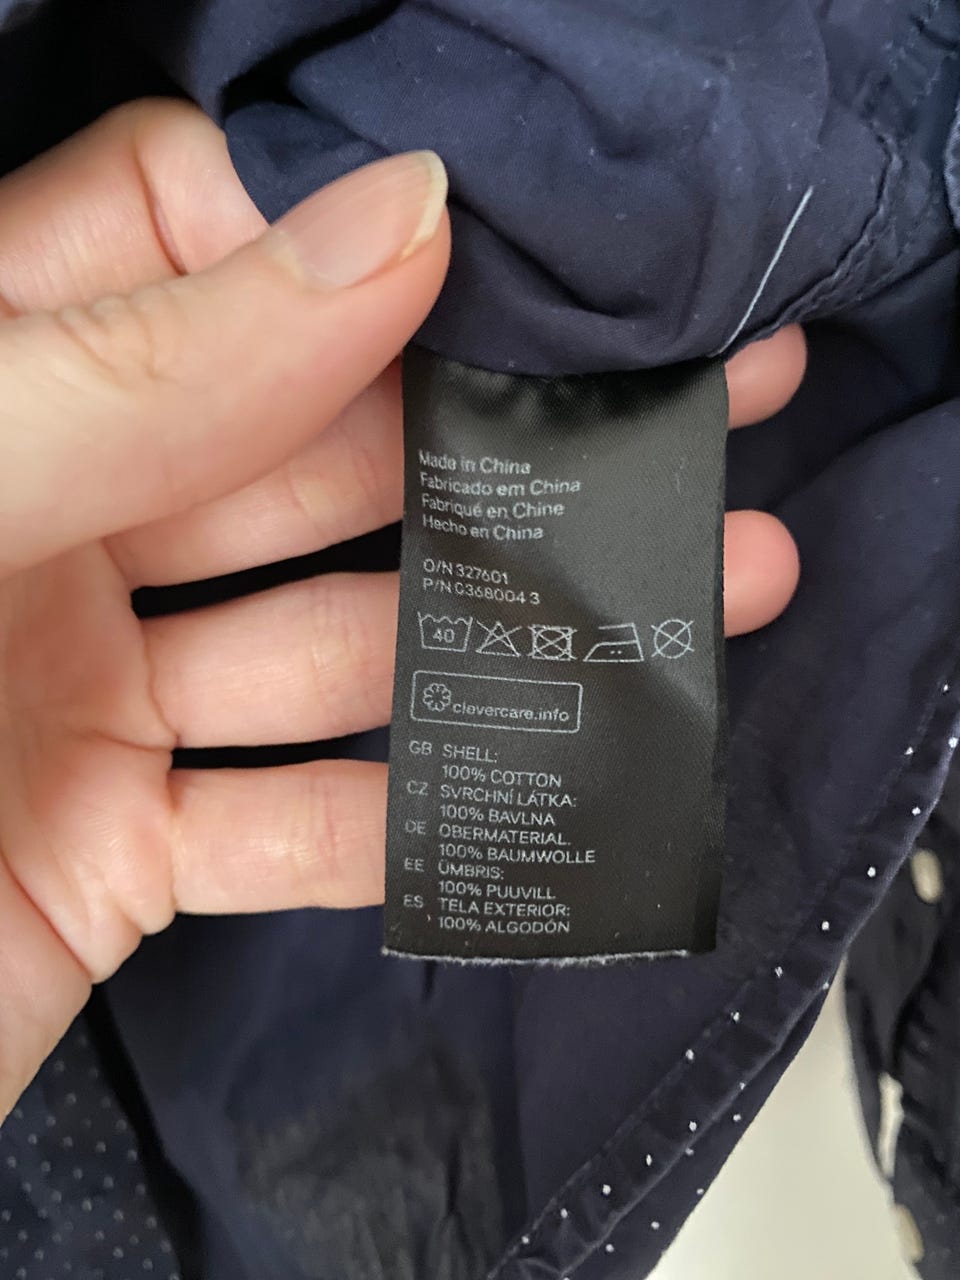 Made in China
Fabricado em China
Fabriqué en Chine
Hecho en China
O/N 327601
P/N 0368004 3
40
clevercare.info
GB SHELL:
100% COTTON
CZ SVRCHNÍ LÁTKA:
100% BAVLNA
DE OBERMATERIAL.
100% BAUMWOLLE
EE ÜMBRIS:
100% PUUVILL
ES TELA EXTERIOR:
100% ALGODÓN